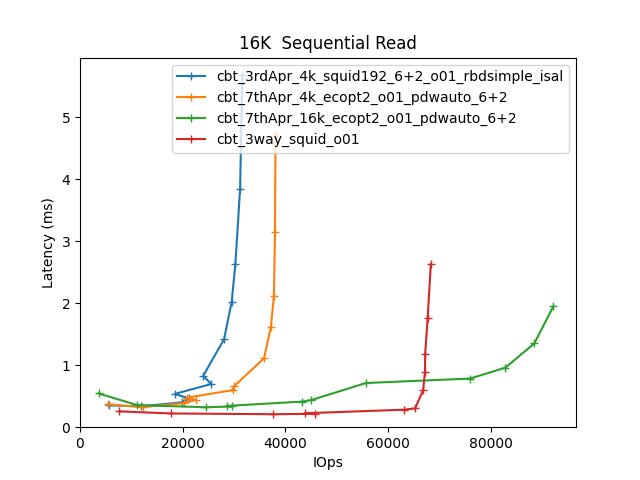 16K  Sequential Read
cbt_3rdApr_4k_squid192_6+2_o01_rbdsimple_isal
cbt_7thApr_4k_ecopt2_o01_pdwauto_6+2
cbt_7thApr_16k_ecopt2_o01_pdwauto_6+2
cbt_3way_squid_o01
Latency (ms)
5
4
3
2
1
0
0 20000 40000 60000 80000
IOps